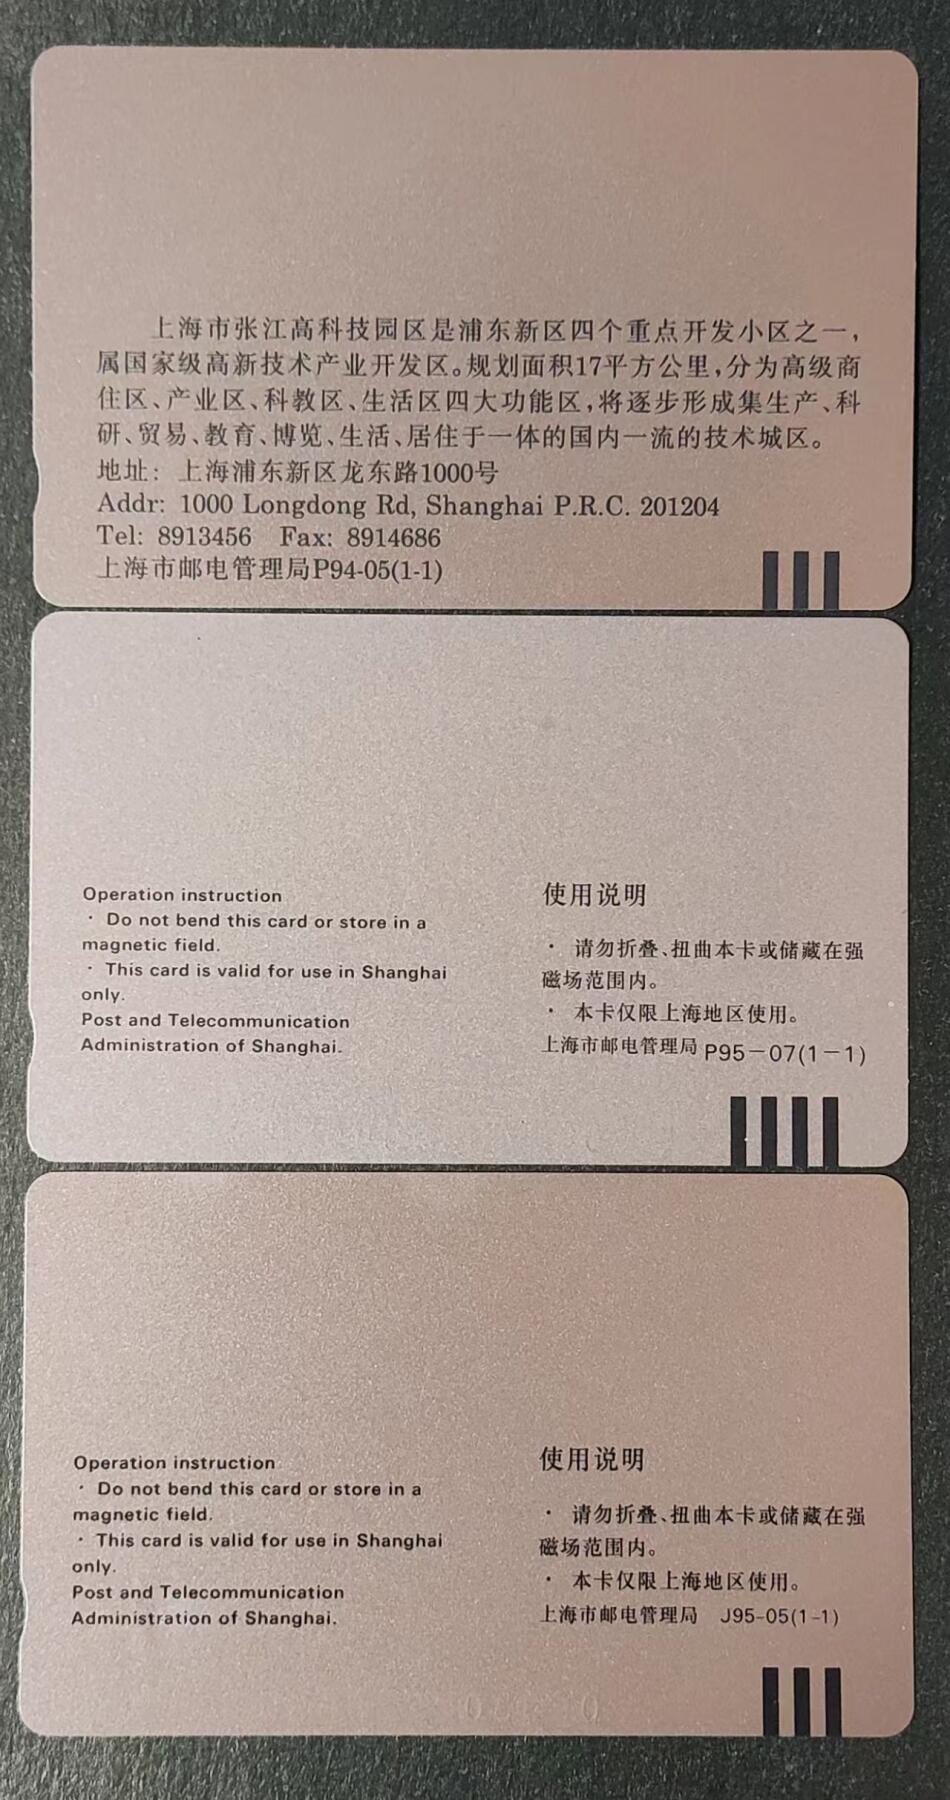 上海市张江高科技园区是浦东新区四个重点开发小区之一，
属国家级高新技术产业开发区。规划面积17平方公里，分为高级商
住区、产业区、科教区、生活区四大功能区，将逐步形成集生产、科
研、贸易、教育、博览、生活、居住于一体的国内一流的技术城区。
地址：上海浦东新区龙东路1000号
Addr: 1000 Longdong Rd, Shanghai P.R.C. 201204
Tel: 8913456 Fax: 8914686
上海市邮电管理局P94-05(1-1)
Operation instruction
· Do not bend this card or store in a
magnetic field.
· This card is valid for use in Shanghai
only.
Post and Telecommunication
Administration of Shanghai.
使用说明
· 请勿折叠、扭曲本卡或储藏在强
磁场范围内。
· 本卡仅限上海地区使用。
上海市邮电管理局 P95-07(1-1)
Operation instruction
· Do not bend this card or store in a
magnetic field.
· This card is valid for use in Shanghai
only.
Post and Telecommunication
Administration of Shanghai.
使用说明
· 请勿折叠、扭曲本卡或储藏在强
磁场范围内。
· 本卡仅限上海地区使用。
上海市邮电管理局 J95-05(1-1)